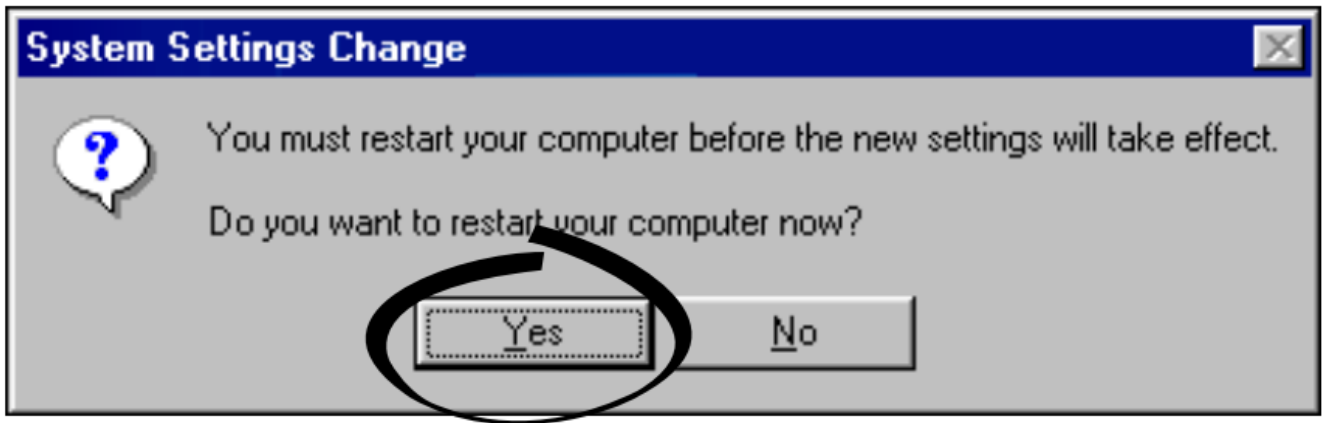 System Settings Change
You must restart your computer before the new settings will take effect.
Do you want to restart your computer now?
Yes No